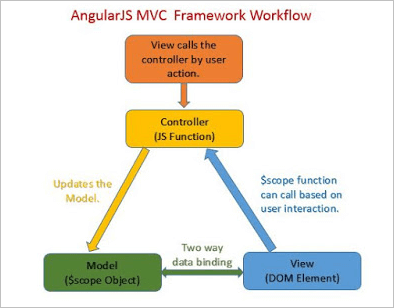 AngularJS MVC Framework Workflow
View calls the
controller by user
action.
Controller
(JS Function)
Updates the
Model.
$scope function
can call based on
user interaction.
Two way
data binding
Model
($scope Object)
View
(DOM Element)